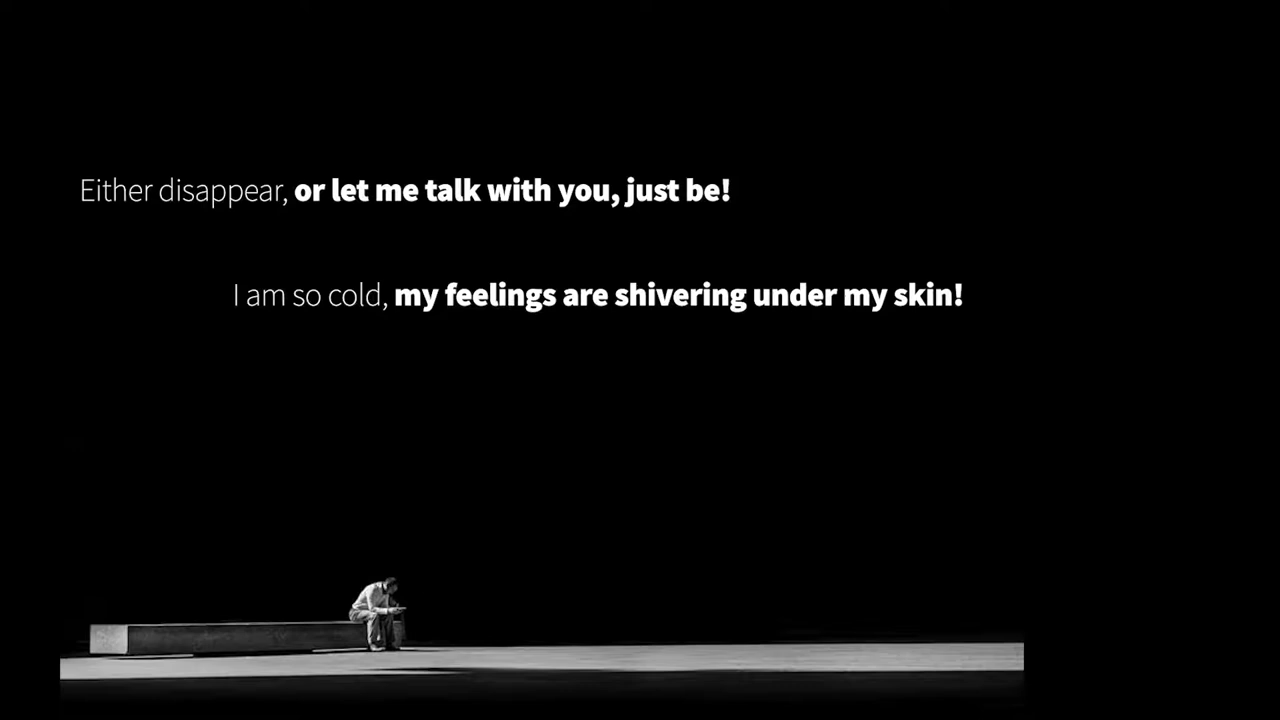 Either disappear, or let me talk with you, just be!
I am so cold, my feelings are shivering under my skin!